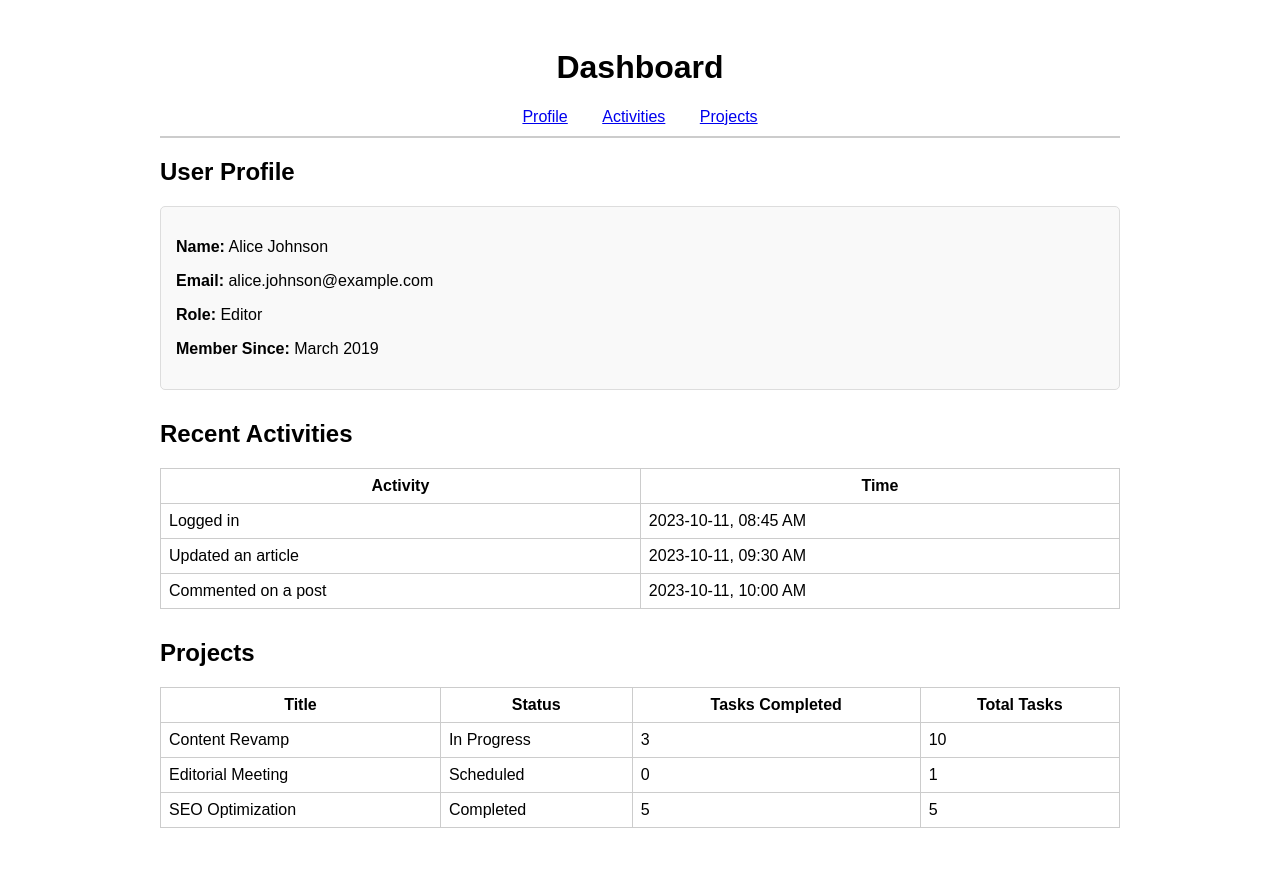 Dashboard
Profile Activities Projects
User Profile
Name: Alice Johnson
Email: alice.johnson@example.com
Role: Editor
Member Since: March 2019
Recent Activities
Activity Time
Logged in 2023-10-11, 08:45 AM
Updated an article 2023-10-11, 09:30 AM
Commented on a post 2023-10-11, 10:00 AM
Projects
Title Status Tasks Completed Total Tasks
Content Revamp In Progress 3 10
Editorial Meeting Scheduled 0 1
SEO Optimization Completed 5 5